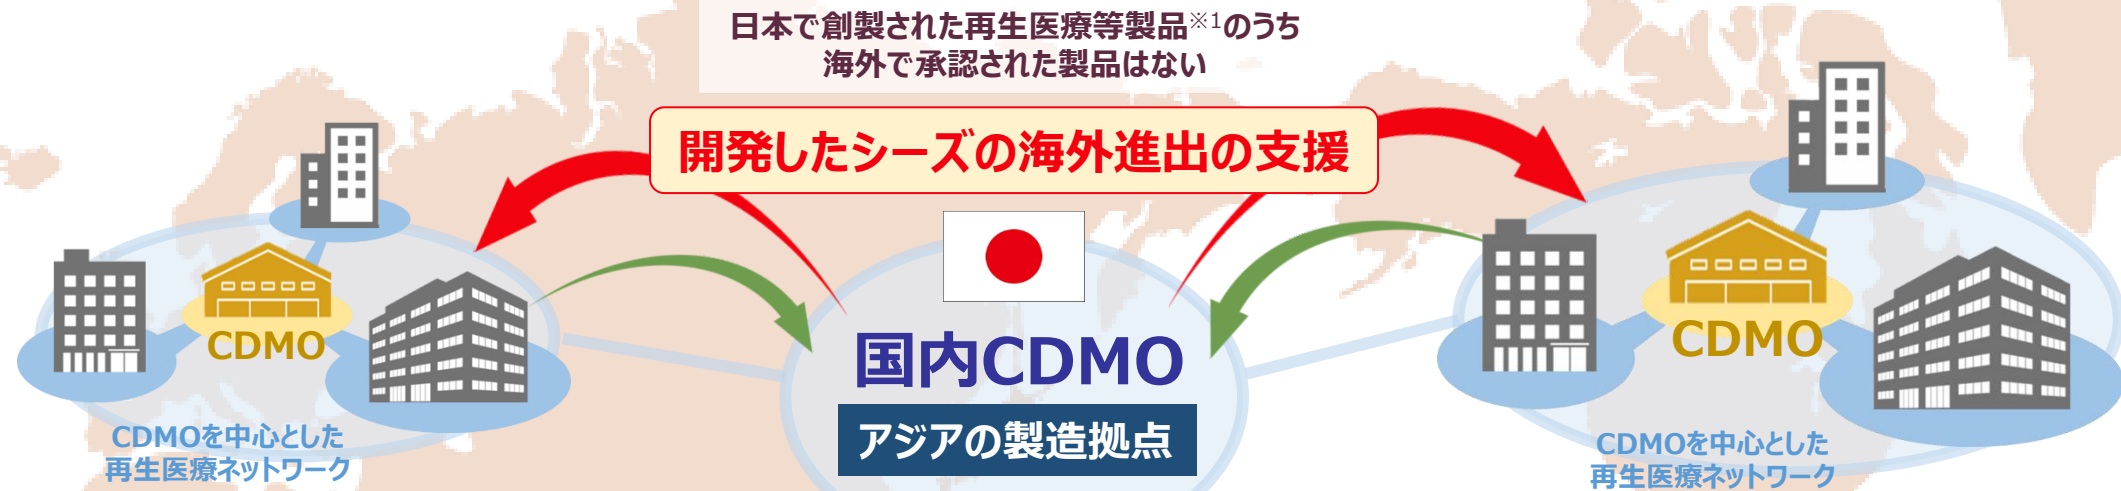 日本で創製された再生医療等製品※1のうち
海外で承認された製品はない
開発したシーズの海外進出の支援
CDMO
国内CDMO
CDMO
アジアの製造拠点
CDMOを中心とした
再生医療ネットワーク
CDMOを中心とした
再生医療ネットワーク